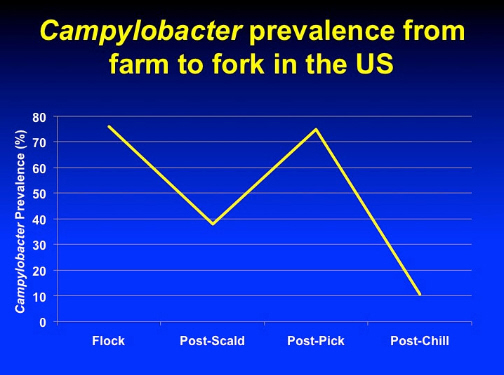 Campylobacter prevalence from
farm to fork in the US
Campylobacter Prevalence (%)
80
70
60
50
40
30
20
10
0
Flock Post-Scald Post-Pick Post-Chill